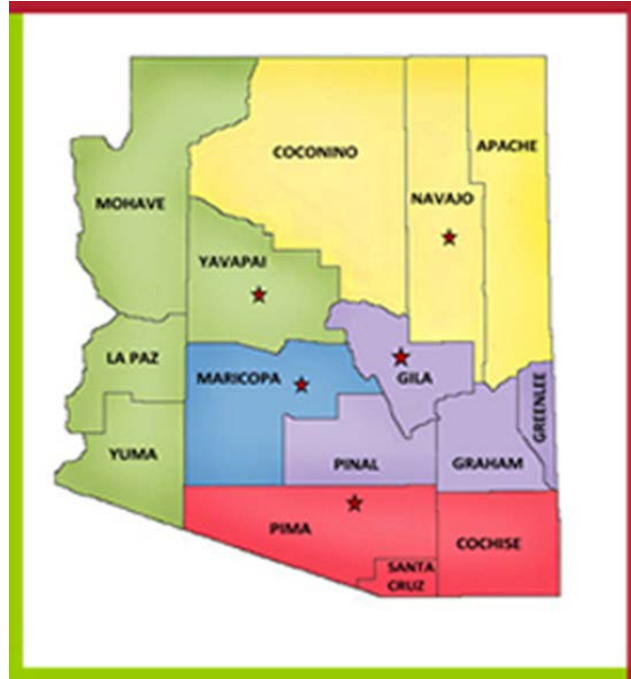 COCONINO
APACHE
NAVAJO
MOHAVE
YAVAPAI
LA PAZ
MARICOPA
GILA
GREENLEE
YUMA
PINAL
GRAHAM
PIMA
COCHISE
SANTA
CRUZ